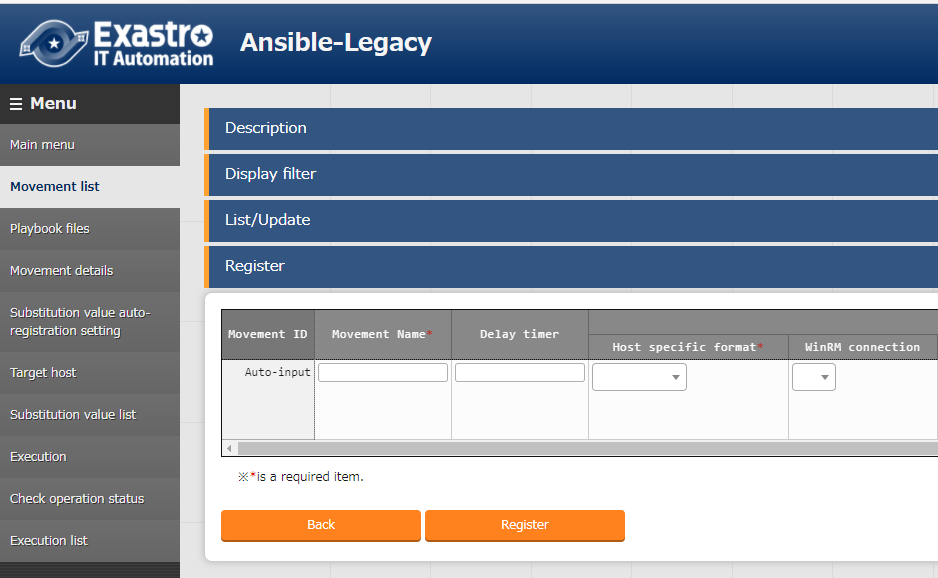 Exastro
IT Automation
Ansible-Legacy
☰ Menu
Main menu
Movement list
Playbook files
Movement details
Substitution value auto-
registration setting
Target host
Substitution value list
Execution
Check operation status
Execution list
Description
Display filter
List/Update
Register
Movement ID
Movement Name*
Delay timer
Host specific format*
WinRM connection
Auto-input
※*is a required item.
Back
Register